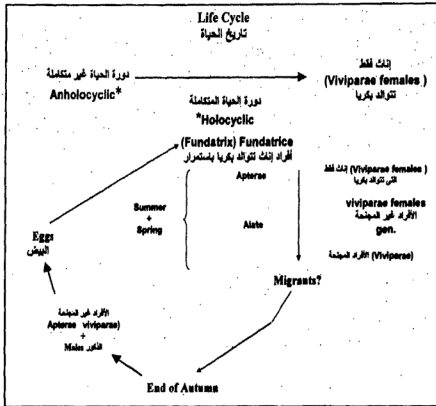 Life Cycle
تاريخ الحياة
إناث فقط
(Viviparae females)
تتوالد بكريا
دورة الحياة غير متكاملة
Anholocyclic*
دورة الحياة المتكاملة
*Holocyclic
(Fundatrix) Fundatrice
أفراد إناث تتوالد بكريا باستمرار
Apterae
إناث فقط (Viviparae females)
التى تتوالد بكريا
Summer
+
Spring
viviparae females
الأفراد غير المجنحة
gen.
Alate
الأفراد المجنحة (Viviparae)
Eggs
البيض
Migrants?
الأفراد غير المجنحة
Apterae viviparae)
+
الذكور Males
End of Autumn